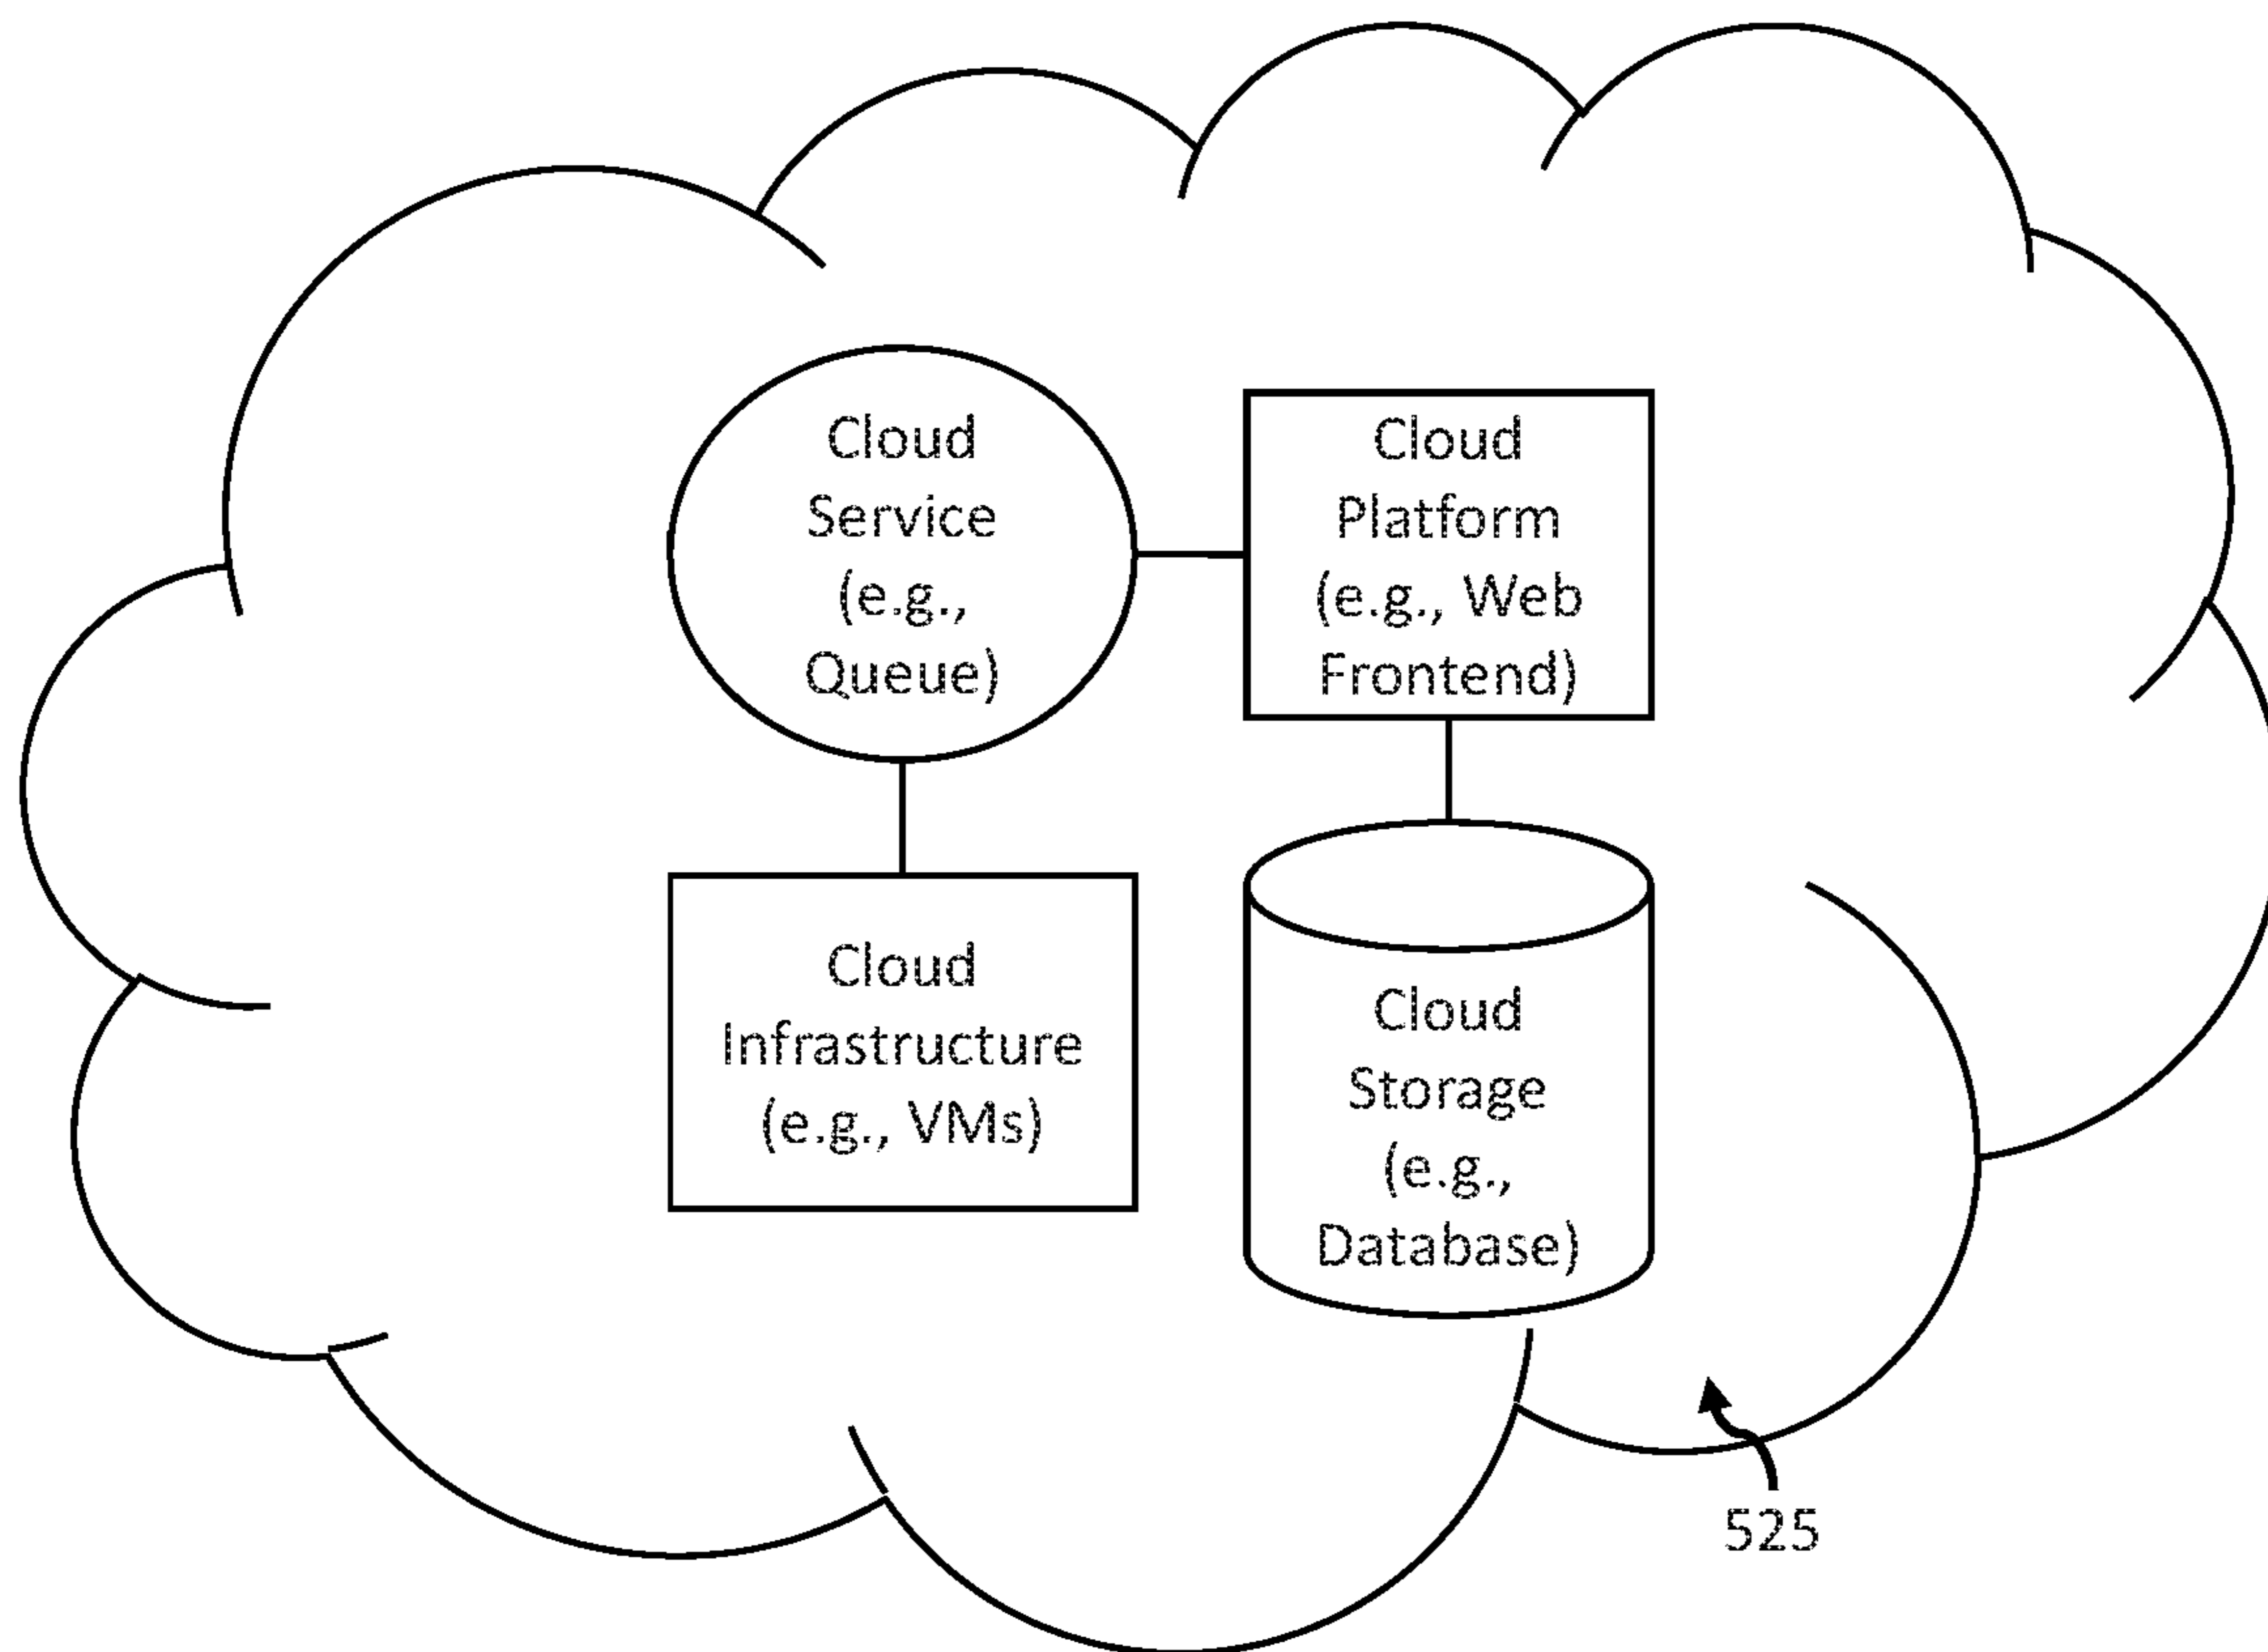 Cloud
Service
(e.g.,
Queue)
Cloud
Platform
(e.g., Web
Frontend)
Cloud
Infrastructure
(e.g., VMs)
Cloud
Storage
(e.g.,
Database)
525